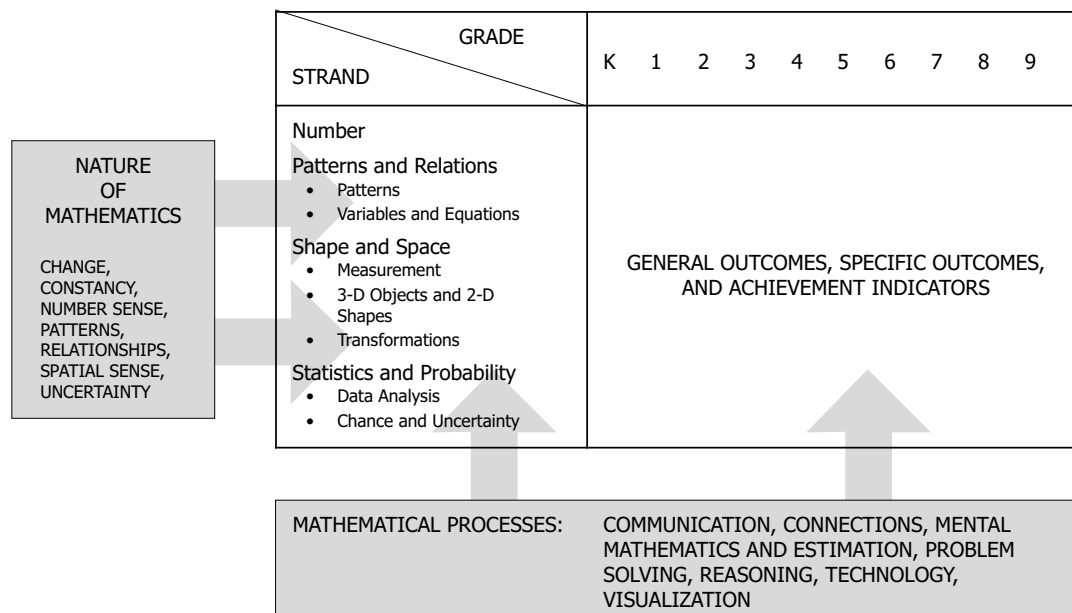 GRADE
STRAND
K 1 2 3 4 5 6 7 8 9
NATURE
OF
MATHEMATICS
CHANGE,
CONSTANCY,
NUMBER SENSE,
PATTERNS,
RELATIONSHIPS,
SPATIAL SENSE,
UNCERTAINTY
Number
Patterns and Relations
• Patterns
• Variables and Equations
Shape and Space
• Measurement
• 3-D Objects and 2-D
Shapes
• Transformations
Statistics and Probability
• Data Analysis
• Chance and Uncertainty
GENERAL OUTCOMES, SPECIFIC OUTCOMES,
AND ACHIEVEMENT INDICATORS
MATHEMATICAL PROCESSES:
COMMUNICATION, CONNECTIONS, MENTAL
MATHEMATICS AND ESTIMATION, PROBLEM
SOLVING, REASONING, TECHNOLOGY,
VISUALIZATION